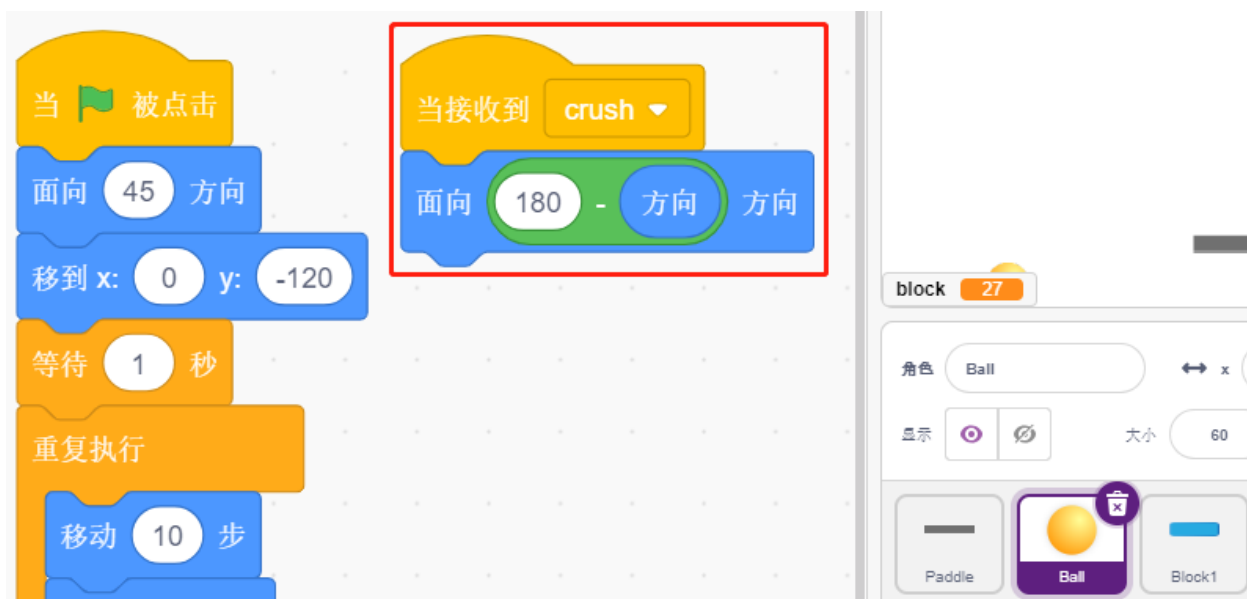 当 被点击
面向 45 方向
移到 x: 0 y: -120
等待 1 秒
重复执行
移动 10 步
当接收到 crush
面向 180 - 方向 方向
block 27
角色 Ball x
显示 大小 60
Paddle Ball Block1